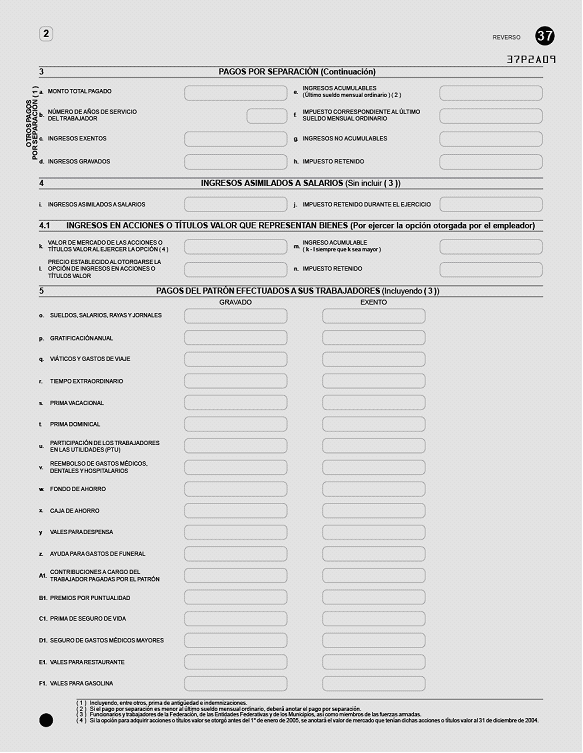 2
REVERSO
37
37P2A09
3 PAGOS POR SEPARACIÓN (Continuación)
OTROS PAGOS
POR SEPARACIÓN ( 1 )
a. MONTO TOTAL PAGADO
e. INGRESOS ACUMULABLES
(Último sueldo mensual ordinario ) ( 2 )
b. NÚMERO DE AÑOS DE SERVICIO
DEL TRABAJADOR
f. IMPUESTO CORRESPONDIENTE AL ÚLTIMO
SUELDO MENSUAL ORDINARIO
c. INGRESOS EXENTOS
g. INGRESOS NO ACUMULABLES
d. INGRESOS GRAVADOS
h. IMPUESTO RETENIDO
4 INGRESOS ASIMILADOS A SALARIOS (Sin incluir ( 3 ))
i. INGRESOS ASIMILADOS A SALARIOS
j. IMPUESTO RETENIDO DURANTE EL EJERCICIO
4.1 INGRESOS EN ACCIONES O TÍTULOS VALOR QUE REPRESENTAN BIENES (Por ejercer la opción otorgada por el empleador)
k. VALOR DE MERCADO DE LAS ACCIONES O
TÍTULOS VALOR AL EJERCER LA OPCIÓN ( 4 )
m. INGRESO ACUMULABLE
( k - l siempre que k sea mayor )
l. PRECIO ESTABLECIDO AL OTORGARSE LA
OPCIÓN DE INGRESOS EN ACCIONES O
TÍTULOS VALOR
n. IMPUESTO RETENIDO
5 PAGOS DEL PATRÓN EFECTUADOS A SUS TRABAJADORES (Incluyendo ( 3 ))
GRAVADO EXENTO
o. SUELDOS, SALARIOS, RAYAS Y JORNALES
p. GRATIFICACIÓN ANUAL
q. VIÁTICOS Y GASTOS DE VIAJE
r. TIEMPO EXTRAORDINARIO
s. PRIMA VACACIONAL
t. PRIMA DOMINICAL
u. PARTICIPACIÓN DE LOS TRABAJADORES
EN LAS UTILIDADES (PTU)
v. REEMBOLSO DE GASTOS MÉDICOS,
DENTALES Y HOSPITALARIOS
w. FONDO DE AHORRO
x. CAJA DE AHORRO
y VALES PARA DESPENSA
z. AYUDA PARA GASTOS DE FUNERAL
A1. CONTRIBUCIONES A CARGO DEL
TRABAJADOR PAGADAS POR EL PATRÓN
B1. PREMIOS POR PUNTUALIDAD
C1. PRIMA DE SEGURO DE VIDA
D1. SEGURO DE GASTOS MÉDICOS MAYORES
E1. VALES PARA RESTAURANTE
F1. VALES PARA GASOLINA
( 1 ) Incluyendo, entre otros, prima de antigüedad e indemnizaciones.
( 2 ) Si el pago por separación es menor al último sueldo mensual ordinario, deberá anotar el pago por separación.
( 3 ) Funcionarios y trabajadores de la Federación, de las Entidades Federativas y de los Municipios, así como miembros de las fuerzas armadas.
( 4 ) Si la opción para adquirir acciones o títulos valor se otorgó antes del 1° de enero de 2005, se anotará el valor de mercado que tenían dichas acciones o títulos valor al 31 de diciembre de 2004.